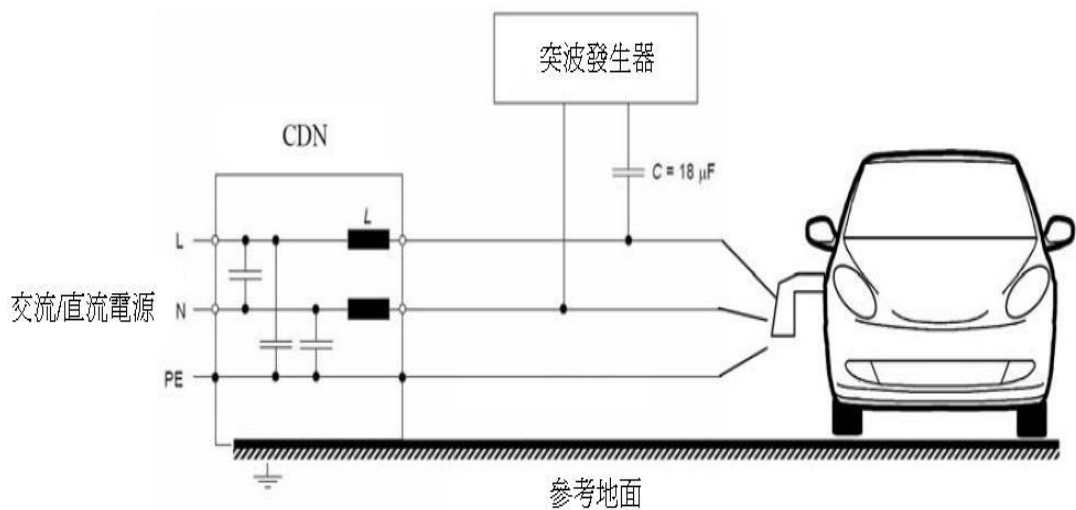 突波發生器
CDN
C = 18 μF
L
L
交流/直流電源 N
PE
參考地面